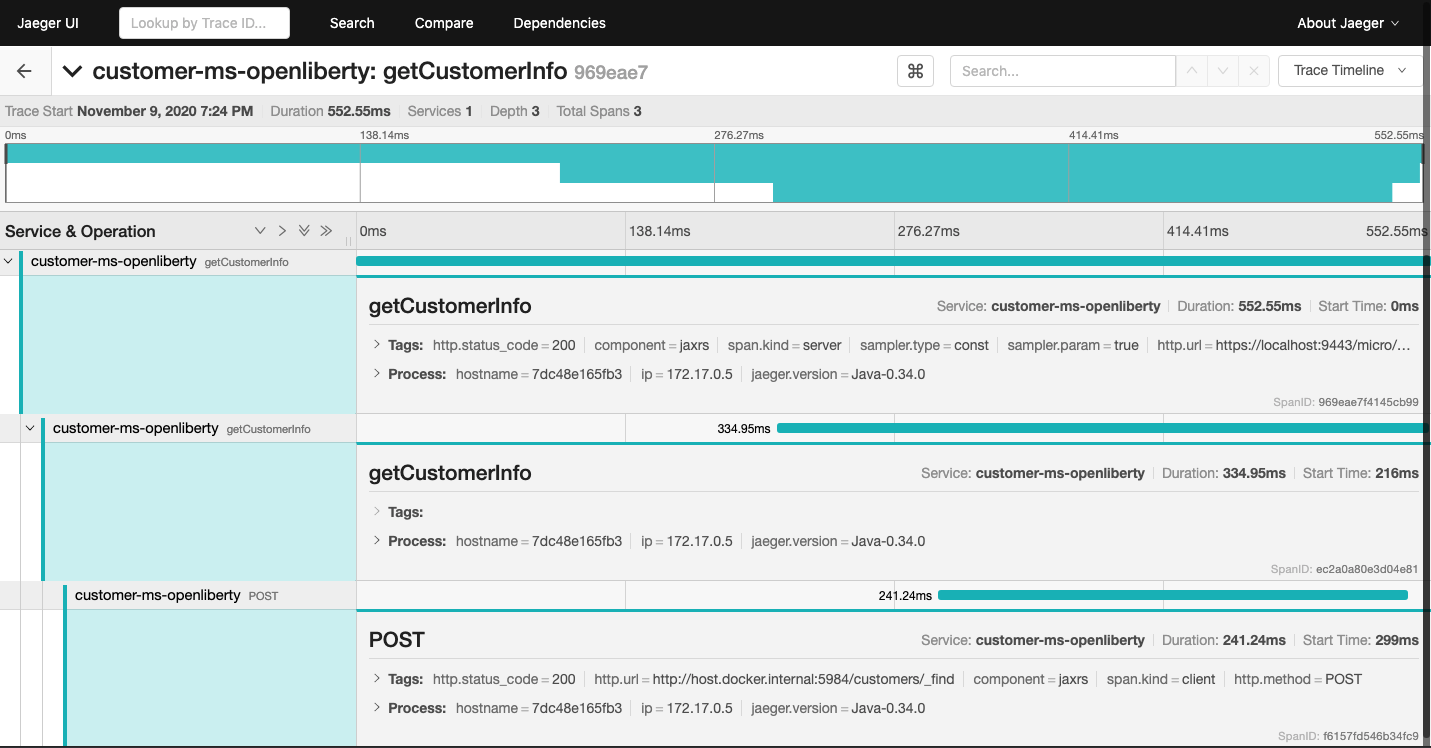 Jaeger UI Lookup by Trace ID... Search Compare Dependencies About Jaeger
customer-ms-openliberty: getCustomerInfo 969eae7 ⌘ Search... Trace Timeline
Trace Start November 9, 2020 7:24 PM Duration 552.55ms Services 1 Depth 3 Total Spans 3
0ms 138.14ms 276.27ms 414.41ms 552.55ms
Service & Operation 0ms 138.14ms 276.27ms 414.41ms 552.55ms
customer-ms-openliberty getCustomerInfo
getCustomerInfo Service: customer-ms-openliberty Duration: 552.55ms Start Time: 0ms
Tags: http.status_code = 200 component = jaxrs span.kind = server sampler.type = const sampler.param = true http.url = https://localhost:9443/micro/...
Process: hostname = 7dc48e165fb3 ip = 172.17.0.5 jaeger.version = Java-0.34.0
SpanID: 969eae7f4145cb99
customer-ms-openliberty getCustomerInfo 334.95ms
getCustomerInfo Service: customer-ms-openliberty Duration: 334.95ms Start Time: 216ms
Tags:
Process: hostname = 7dc48e165fb3 ip = 172.17.0.5 jaeger.version = Java-0.34.0
SpanID: ec2a0a80e3d04e81
customer-ms-openliberty POST 241.24ms
POST Service: customer-ms-openliberty Duration: 241.24ms Start Time: 299ms
Tags: http.status_code = 200 http.url = http://host.docker.internal:5984/customers/_find component = jaxrs span.kind = client http.method = POST
Process: hostname = 7dc48e165fb3 ip = 172.17.0.5 jaeger.version = Java-0.34.0
SpanID: f6157fd546b34fc9